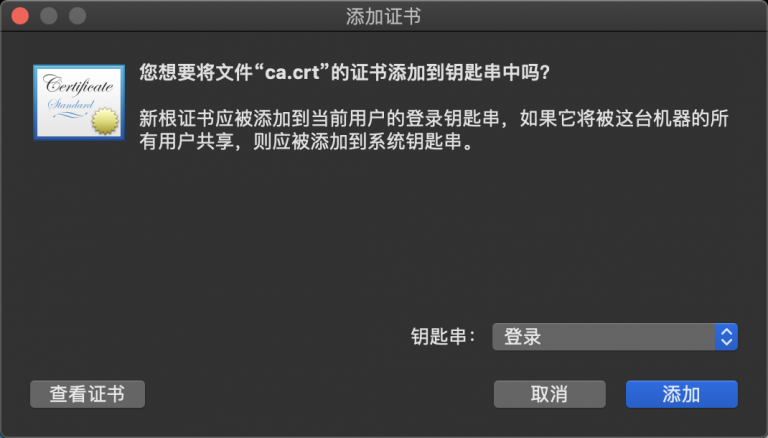 添加证书
Certificate
Standard
您想要将文件“ca.crt”的证书添加到钥匙串中吗？
新根证书应被添加到当前用户的登录钥匙串，如果它将被这台机器的所
有用户共享，则应被添加到系统钥匙串。
钥匙串： 登录
查看证书 取消 添加